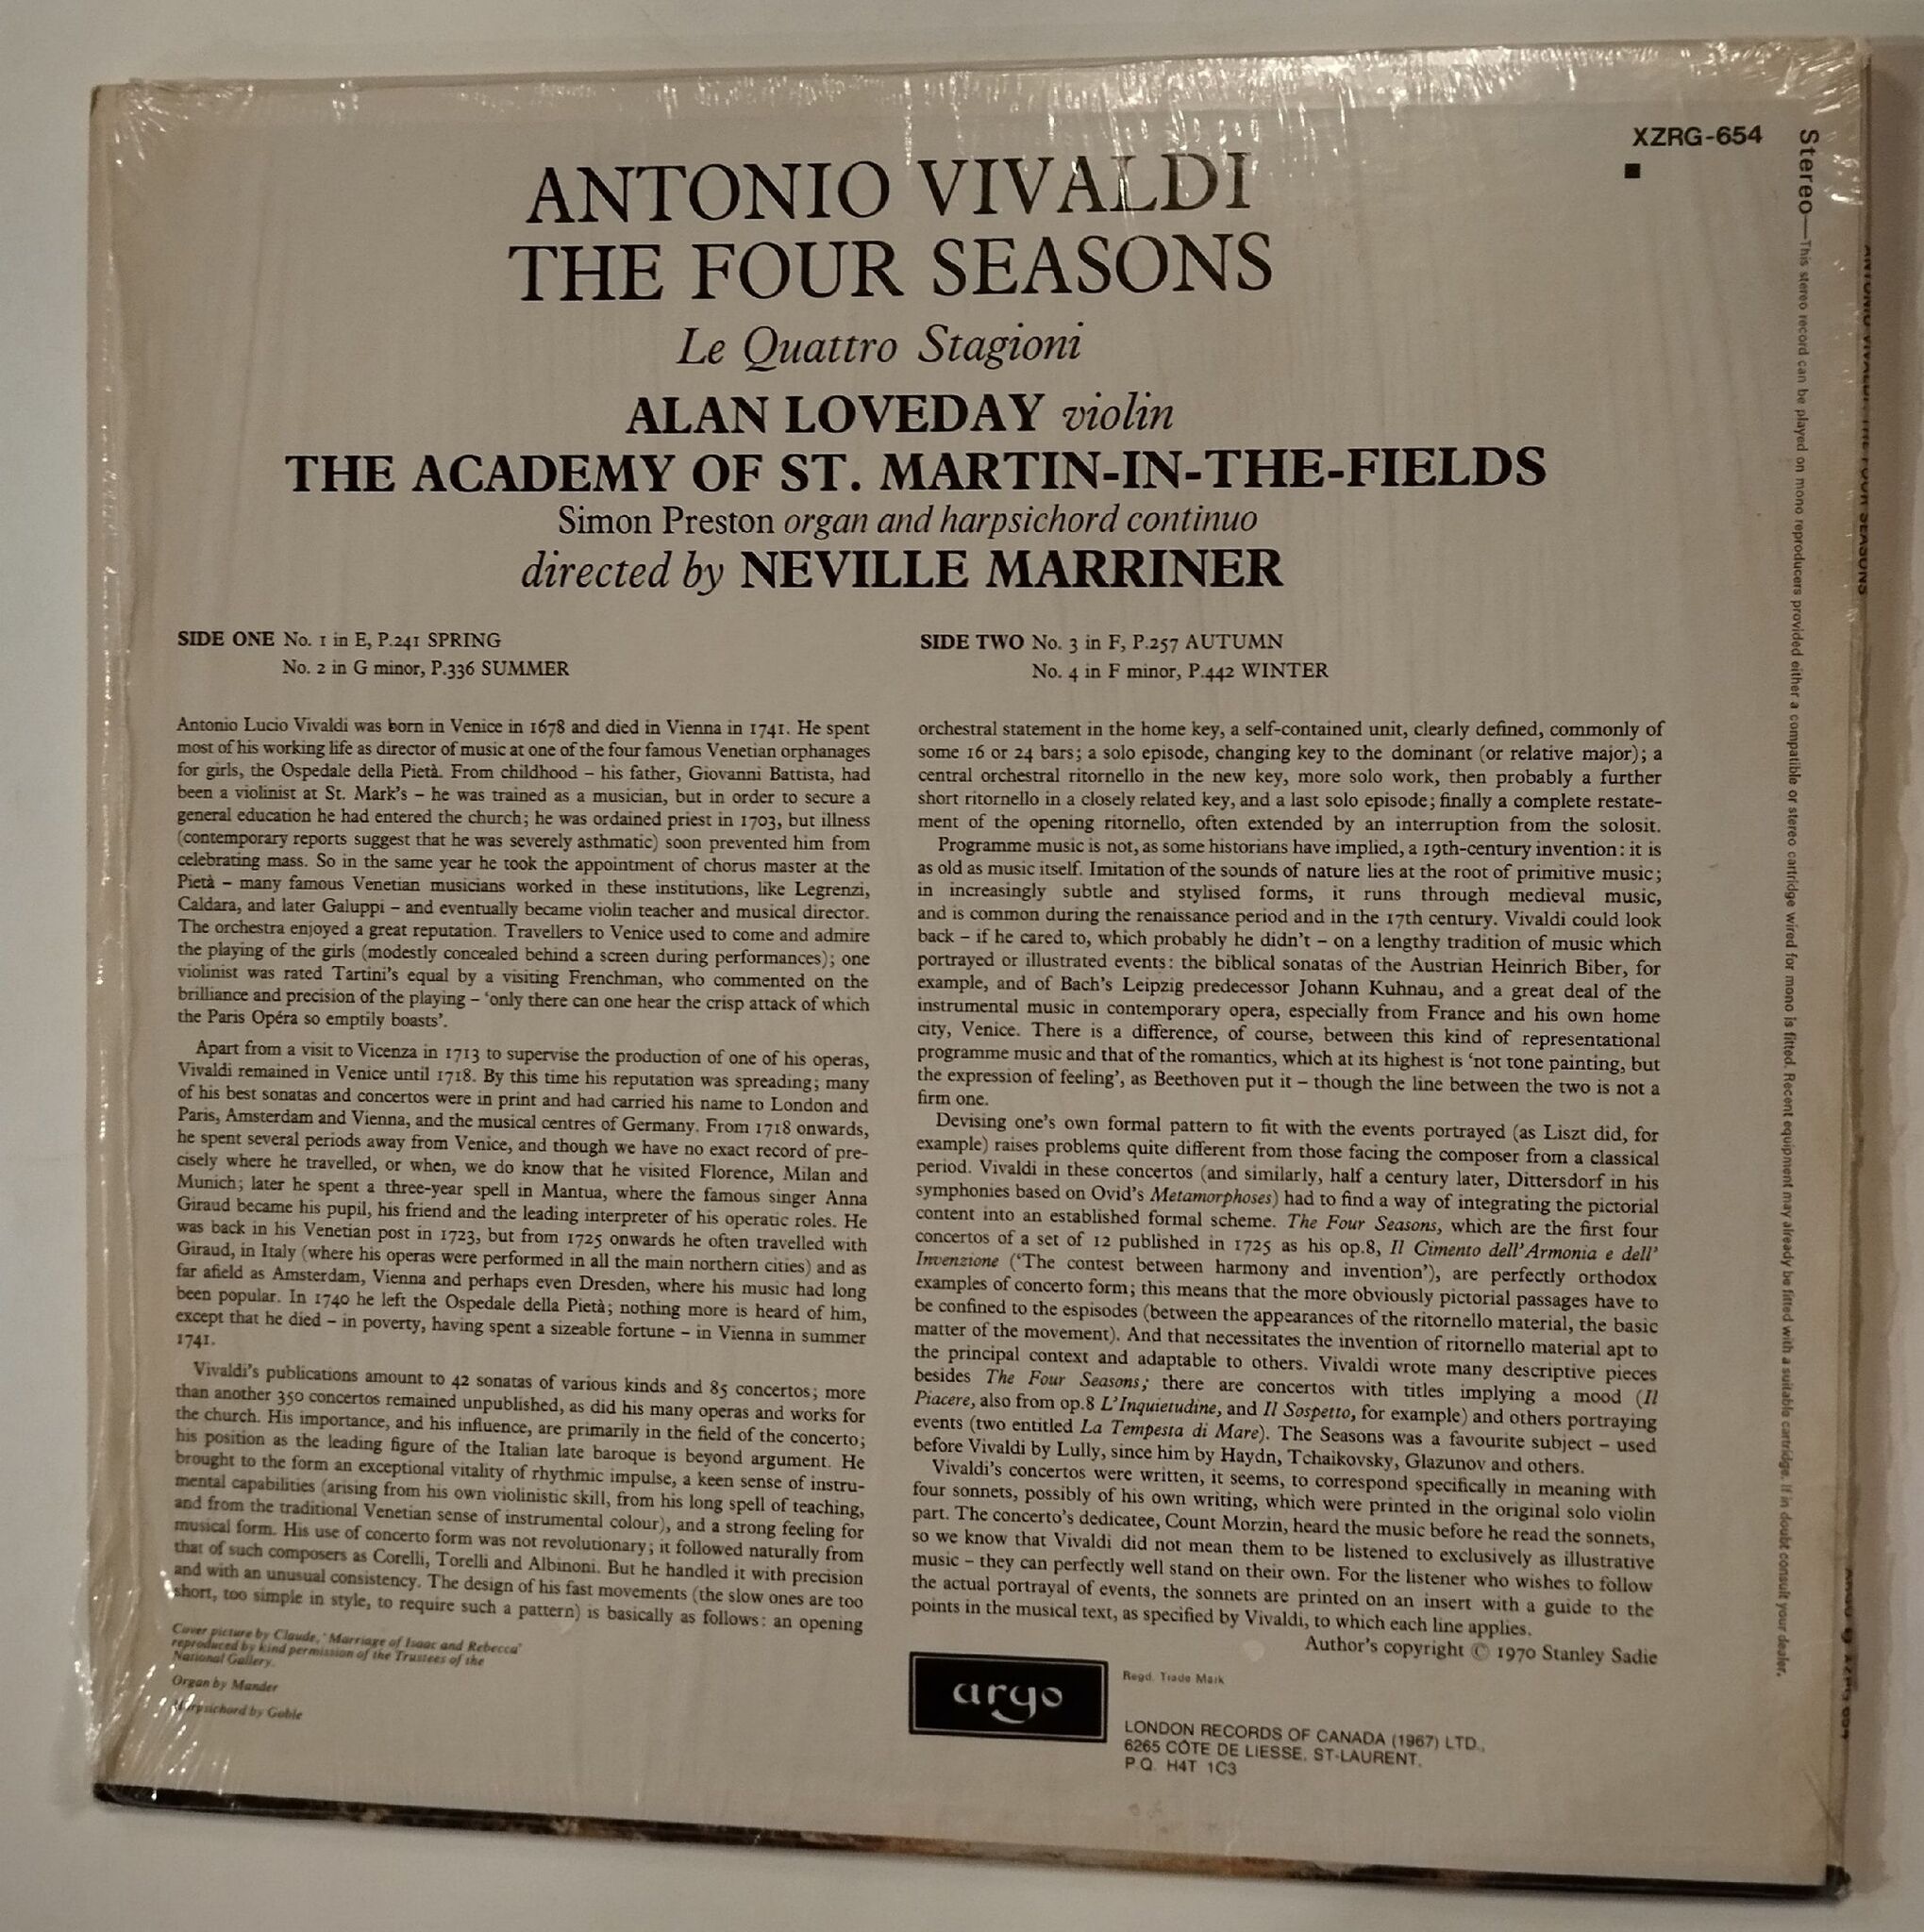 XZRG-654
ANTONIO VIVALDI
THE FOUR SEASONS
Le Quattro Stagioni
ALAN LOVEDAY violin
THE ACADEMY OF ST. MARTIN-IN-THE-FIELDS
Simon Preston organ and harpsichord continuo
directed by NEVILLE MARRINER
SIDE ONE No. 1 in E, P.241 SPRING
No. 2 in G minor, P.336 SUMMER
SIDE TWO No. 3 in F, P.257 AUTUMN
No. 4 in F minor, P.442 WINTER
Antonio Lucio Vivaldi was born in Venice in 1678 and died in Vienna in 1741. He spent
most of his working life as director of music at one of the four famous Venetian orphanages
for girls, the Ospedale della Pietà. From childhood – his father, Giovanni Battista, had
been a violinist at St. Mark's – he was trained as a musician, but in order to secure a
general education he had entered the church; he was ordained priest in 1703, but illness
(contemporary reports suggest that he was severely asthmatic) soon prevented him from
celebrating mass. So in the same year he took the appointment of chorus master at the
Pietà – many famous Venetian musicians worked in these institutions, like Legrenzi,
Caldara, and later Galuppi – and eventually became violin teacher and musical director.
The orchestra enjoyed a great reputation. Travellers to Venice used to come and admire
the playing of the girls (modestly concealed behind a screen during performances); one
violinist was rated Tartini's equal by a visiting Frenchman, who commented on the
brilliance and precision of the playing – 'only there can one hear the crisp attack of which
the Paris Opéra so emptily boasts'.
Apart from a visit to Vicenza in 1713 to supervise the production of one of his operas,
Vivaldi remained in Venice until 1718. By this time his reputation was spreading; many
of his best sonatas and concertos were in print and had carried his name to London and
Paris, Amsterdam and Vienna, and the musical centres of Germany. From 1718 onwards,
he spent several periods away from Venice, and though we have no exact record of pre-
cisely where he travelled, or when, we do know that he visited Florence, Milan and
Munich; later he spent a three-year spell in Mantua, where the famous singer Anna
Giraud became his pupil, his friend and the leading interpreter of his operatic roles. He
was back in his Venetian post in 1723, but from 1725 onwards he often travelled with
Giraud, in Italy (where his operas were performed in all the main northern cities) and as
far afield as Amsterdam, Vienna and perhaps even Dresden, where his music had long
been popular. In 1740 he left the Ospedale della Pietà; nothing more is heard of him,
except that he died – in poverty, having spent a sizeable fortune – in Vienna in summer
1741.
Vivaldi's publications amount to 42 sonatas of various kinds and 85 concertos; more
than another 350 concertos remained unpublished, as did his many operas and works for
the church. His importance, and his influence, are primarily in the field of the concerto;
his position as the leading figure of the Italian late baroque is beyond argument. He
brought to the form an exceptional vitality of rhythmic impulse, a keen sense of instru-
mental capabilities (arising from his own violinistic skill, from his long spell of teaching,
and from the traditional Venetian sense of instrumental colour), and a strong feeling for
musical form. His use of concerto form was not revolutionary; it followed naturally from
that of such composers as Corelli, Torelli and Albinoni. But he handled it with precision
and with an unusual consistency. The design of his fast movements (the slow ones are too
short, too simple in style, to require such a pattern) is basically as follows: an opening
Cover picture by Claude, 'Marriage of Isaac and Rebecca'
reproduced by kind permission of the Trustees of the
National Gallery.
Organ by Mander
Harpsichord by Goble
orchestral statement in the home key, a self-contained unit, clearly defined, commonly of
some 16 or 24 bars; a solo episode, changing key to the dominant (or relative major); a
central orchestral ritornello in the new key, more solo work, then probably a further
short ritornello in a closely related key, and a last solo episode; finally a complete restate-
ment of the opening ritornello, often extended by an interruption from the solosit.
Programme music is not, as some historians have implied, a 19th-century invention: it is
as old as music itself. Imitation of the sounds of nature lies at the root of primitive music;
in increasingly subtle and stylised forms, it runs through medieval music,
and is common during the renaissance period and in the 17th century. Vivaldi could look
back – if he cared to, which probably he didn't – on a lengthy tradition of music which
portrayed or illustrated events: the biblical sonatas of the Austrian Heinrich Biber, for
example, and of Bach's Leipzig predecessor Johann Kuhnau, and a great deal of the
instrumental music in contemporary opera, especially from France and his own home
city, Venice. There is a difference, of course, between this kind of representational
programme music and that of the romantics, which at its highest is 'not tone painting, but
the expression of feeling', as Beethoven put it – though the line between the two is not a
firm one.
Devising one's own formal pattern to fit with the events portrayed (as Liszt did, for
example) raises problems quite different from those facing the composer from a classical
period. Vivaldi in these concertos (and similarly, half a century later, Dittersdorf in his
symphonies based on Ovid's Metamorphoses) had to find a way of integrating the pictorial
content into an established formal scheme. The Four Seasons, which are the first four
concertos of a set of 12 published in 1725 as his op.8, Il Cimento dell'Armonia e dell'
Invenzione ('The contest between harmony and invention'), are perfectly orthodox
examples of concerto form; this means that the more obviously pictorial passages have to
be confined to the espisodes (between the appearances of the ritornello material, the basic
matter of the movement). And that necessitates the invention of ritornello material apt to
the principal context and adaptable to others. Vivaldi wrote many descriptive pieces
besides The Four Seasons; there are concertos with titles implying a mood (Il
Piacere, also from op.8 L'Inquietudine, and Il Sospetto, for example) and others portraying
events (two entitled La Tempesta di Mare). The Seasons was a favourite subject – used
before Vivaldi by Lully, since him by Haydn, Tchaikovsky, Glazunov and others.
Vivaldi's concertos were written, it seems, to correspond specifically in meaning with
four sonnets, possibly of his own writing, which were printed in the original solo violin
part. The concerto's dedicatee, Count Morzin, heard the music before he read the sonnets,
so we know that Vivaldi did not mean them to be listened to exclusively as illustrative
music – they can perfectly well stand on their own. For the listener who wishes to follow
the actual portrayal of events, the sonnets are printed on an insert with a guide to the
points in the musical text, as specified by Vivaldi, to which each line applies.
Author's copyright © 1970 Stanley Sadie
argo
Regd. Trade Mark
LONDON RECORDS OF CANADA (1967) LTD.,
6265 CÔTE DE LIESSE, ST-LAURENT,
P.Q. H4T 1C3
Stereo—This stereo record can be played on mono reproducers provided either a compatible or stereo cartridge wired for mono is fitted. Recent equipment may already be fitted with a suitable cartridge. If in doubt consult your dealer.
ANTONIO VIVALDI THE FOUR SEASONS